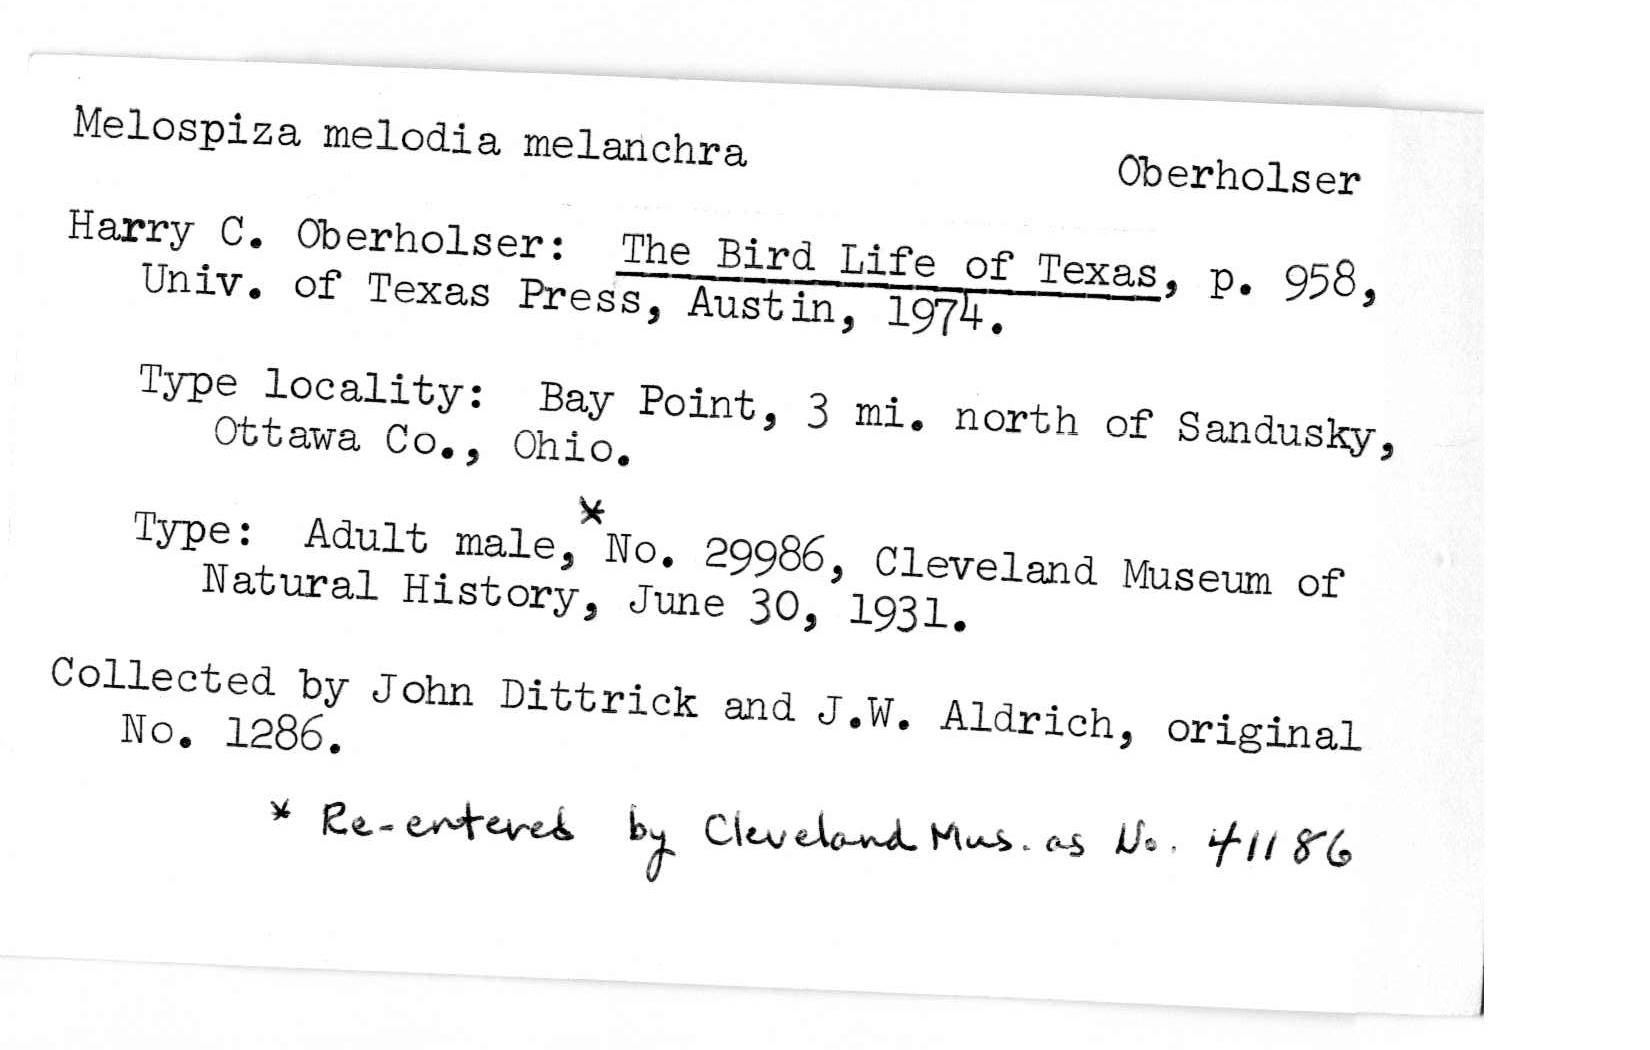 Melospiza melodia melanchra Oberholser
Harry C. Oberholser: The Bird Life of Texas, p. 958,
Univ. of Texas Press, Austin, 1974.
Type locality: Bay Point, 3 mi. north of Sandusky,
Ottawa Co., Ohio.
*
Type: Adult male, No. 29986, Cleveland Museum of
Natural History, June 30, 1931.
Collected by John Dittrick and J.W. Aldrich, original
No. 1286.
* Re-entered by Cleveland Mus. as No. 41186